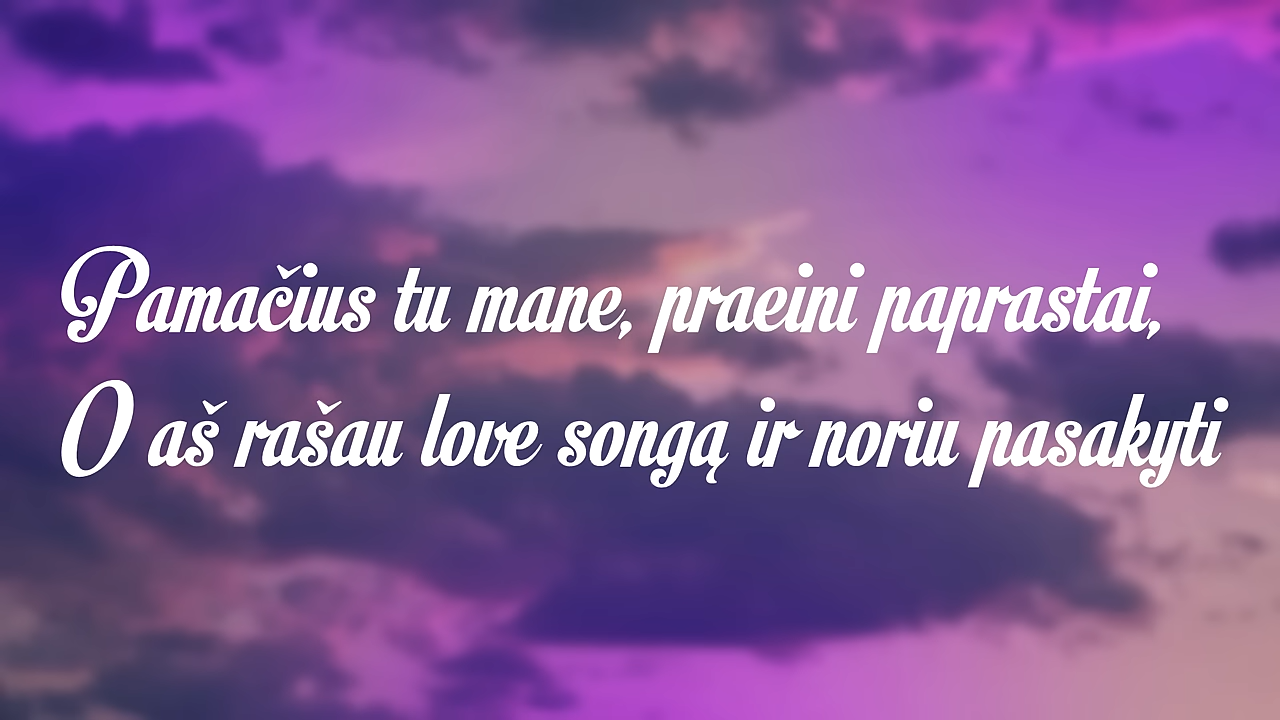 Pamačius tu mane, praeini paprastai,
O aš rašau love songą ir noriu pasakyti